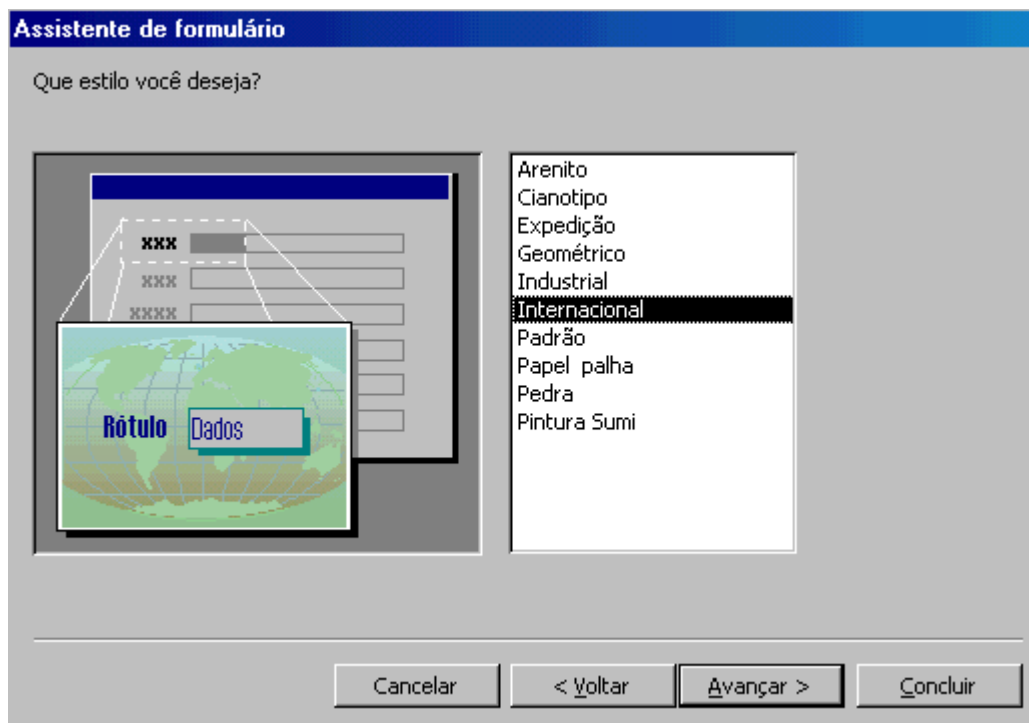 Assistente de formulário
Que estilo você deseja?
xxx
xxx
xxxx
Rótulo Dados
Arenito
Cianotipo
Expedição
Geométrico
Industrial
Internacional
Padrão
Papel palha
Pedra
Pintura Sumi
Cancelar < Voltar Avançar > Concluir